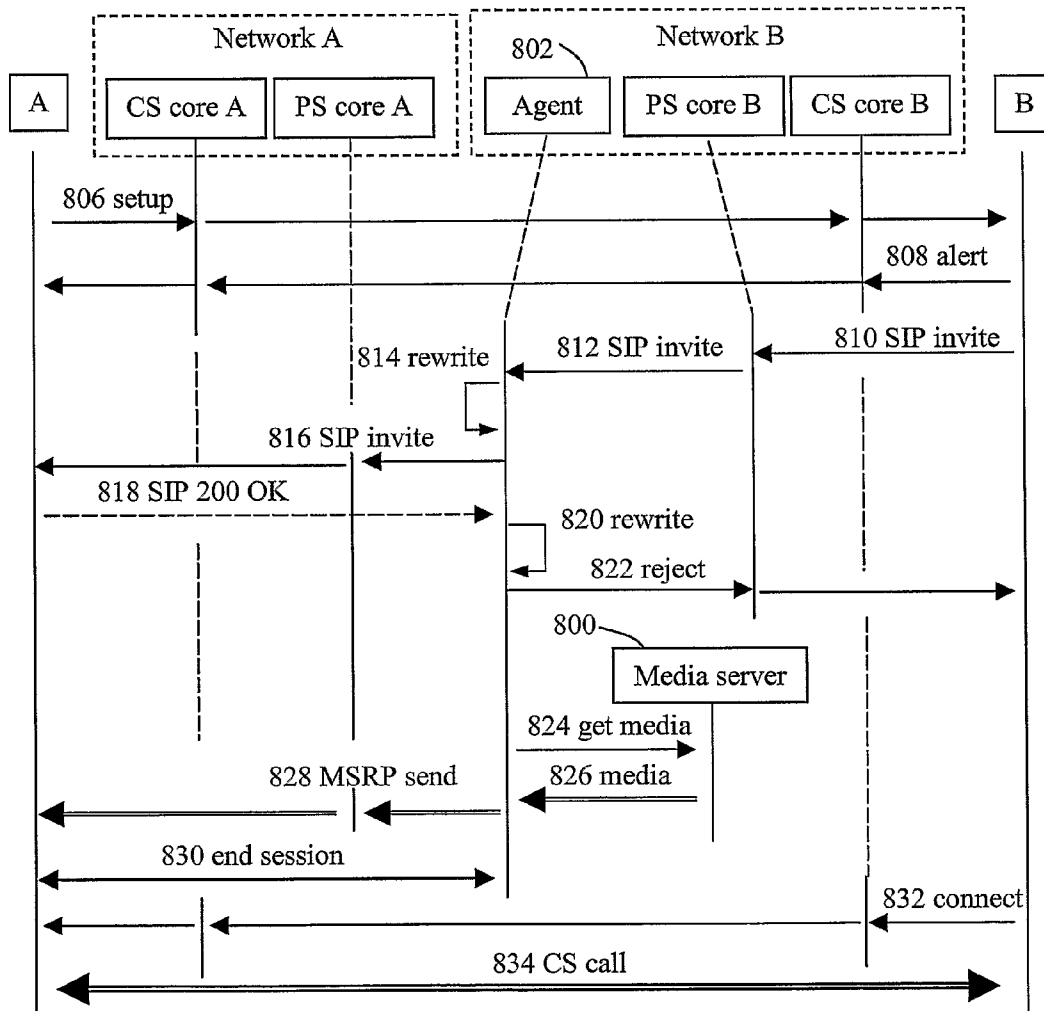 Network A
802
Network B
A
CS core A
PS core A
Agent
PS core B
CS core B
B
806 setup
808 alert
810 SIP invite
812 SIP invite
814 rewrite
816 SIP invite
818 SIP 200 OK
820 rewrite
822 reject
800
Media server
824 get media
826 media
828 MSRP send
830 end session
832 connect
834 CS call